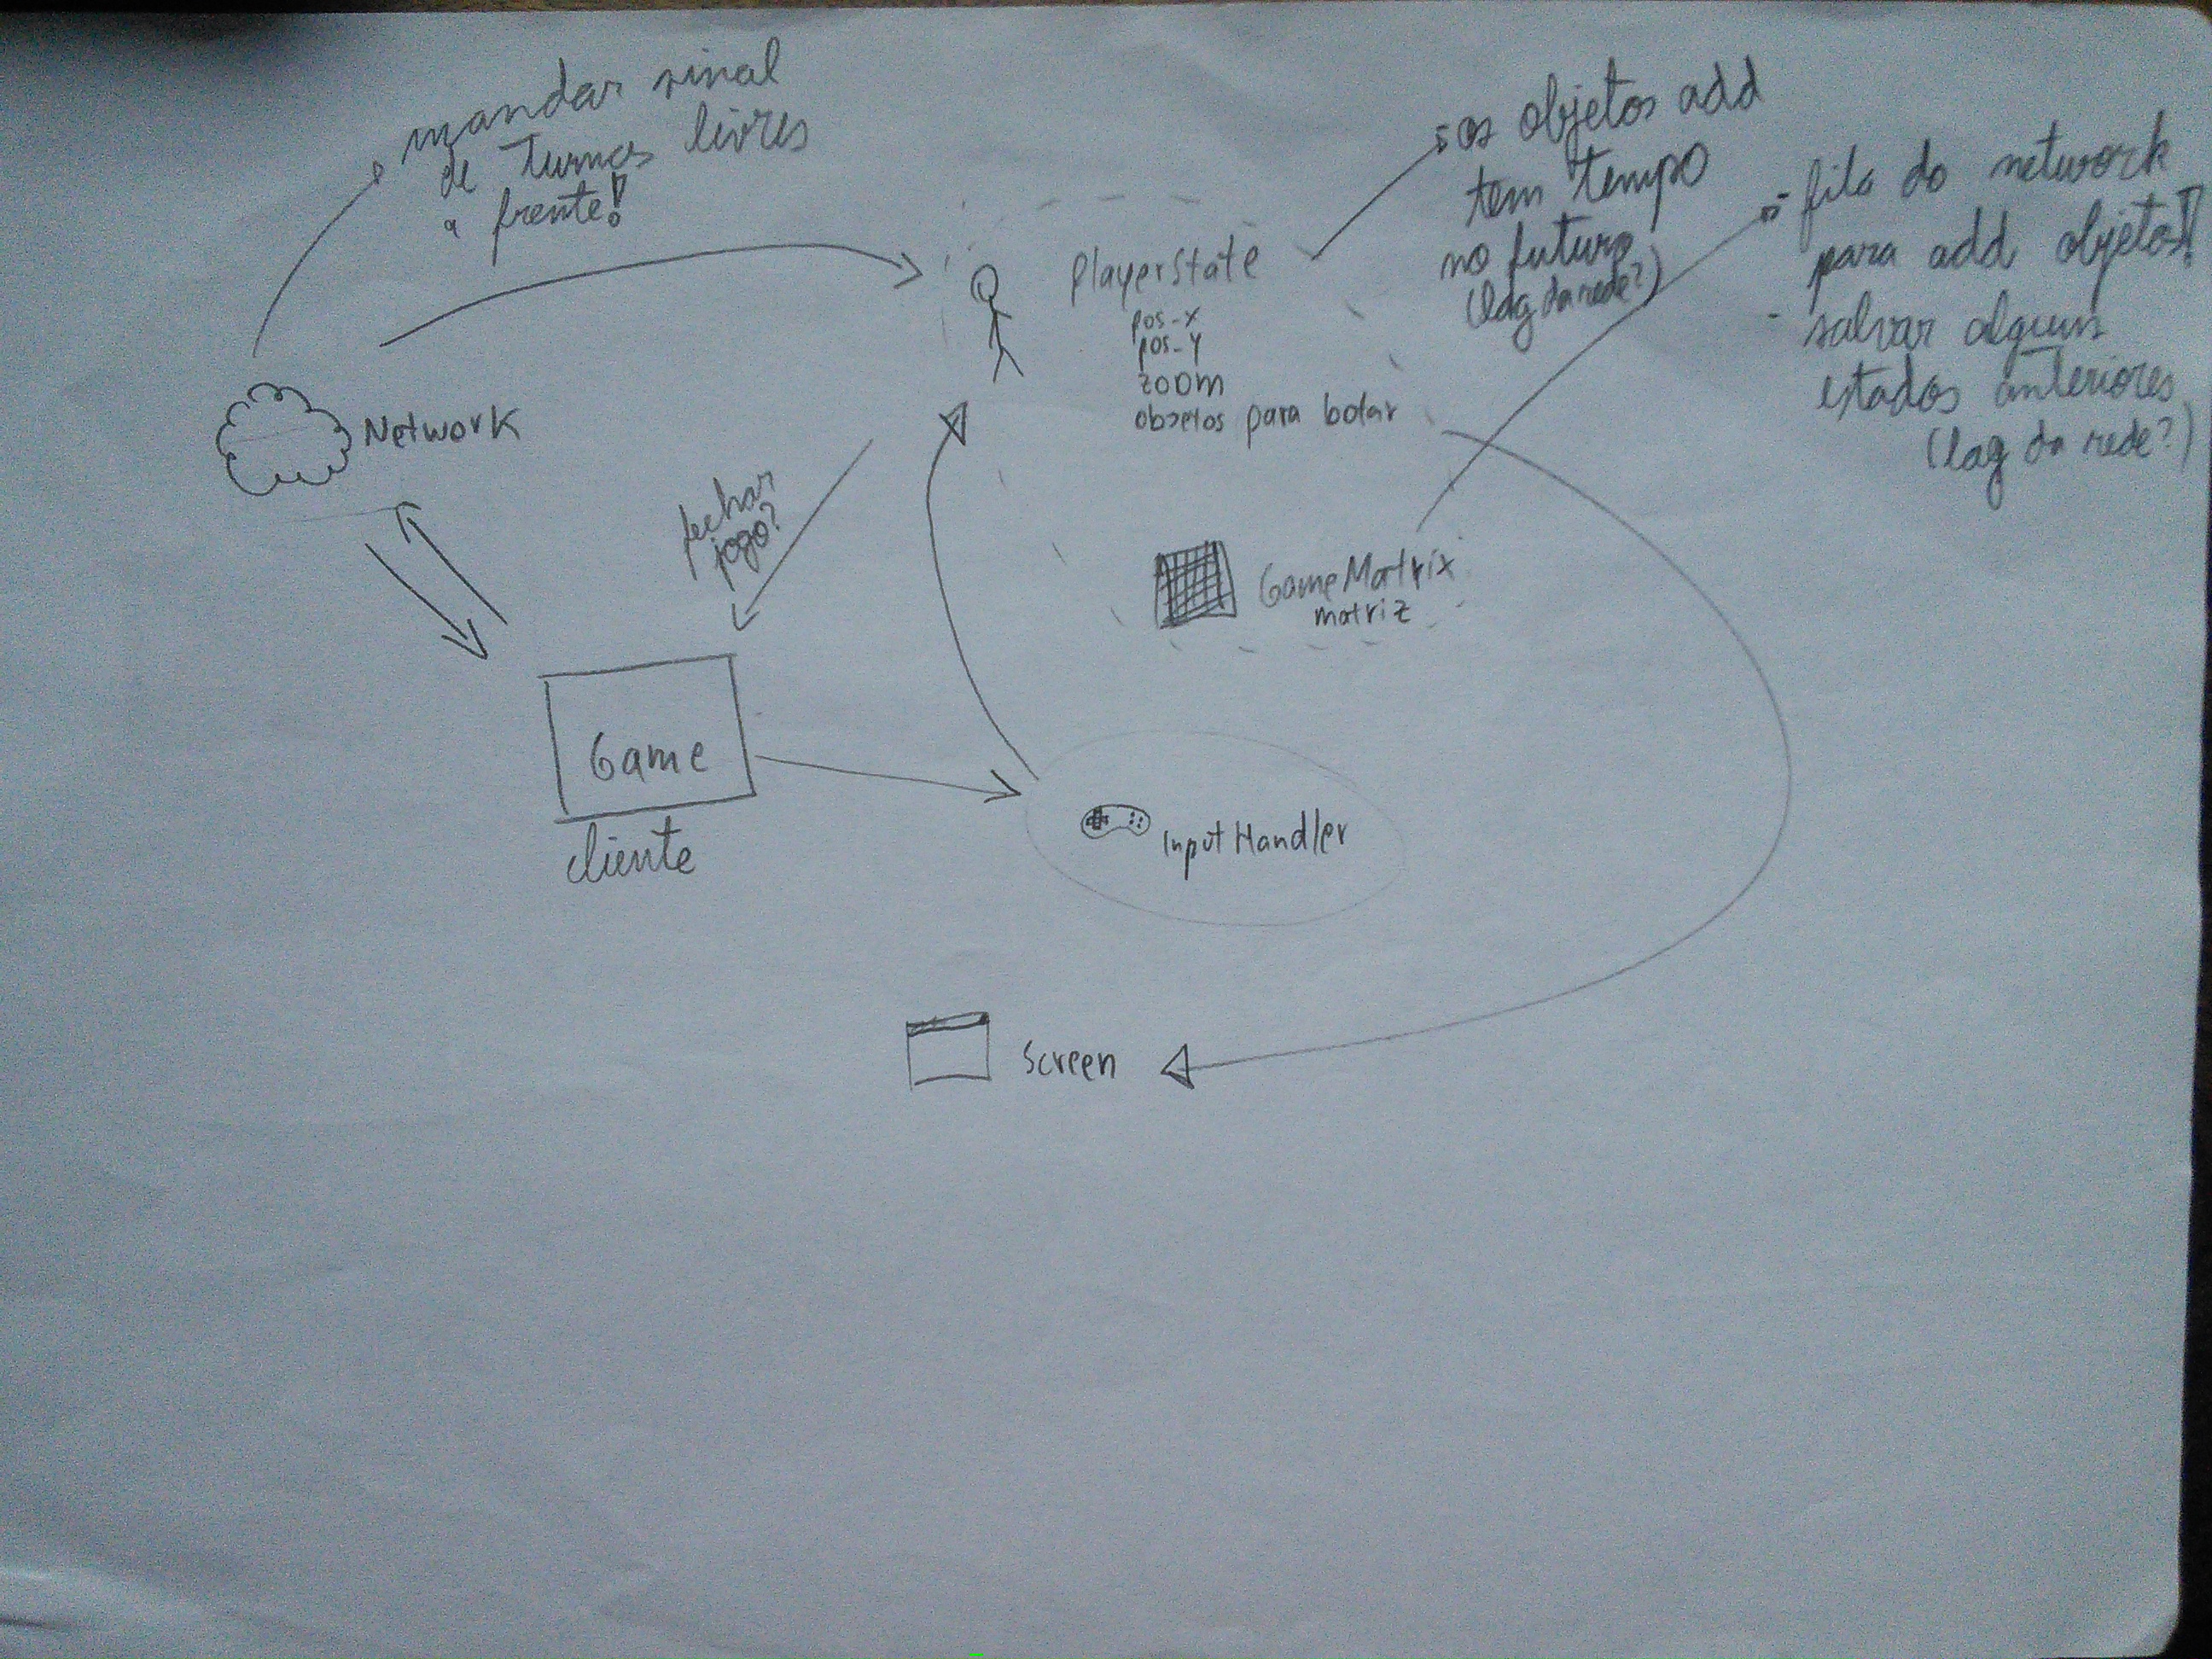 mandar sinal
de turnos livres
a frente!
Network
fechar
jogo?
PlayerState
pos-x
pos-y
zoom
objetos para botar
os objetos add
tem tempo
no futuro
(lag da rede?)
- fila do network
para add objetos!!
- salvar alguns
estados anteriores
(lag da rede?)
GameMatrix
matriz
Game
cliente
InputHandler
Screen